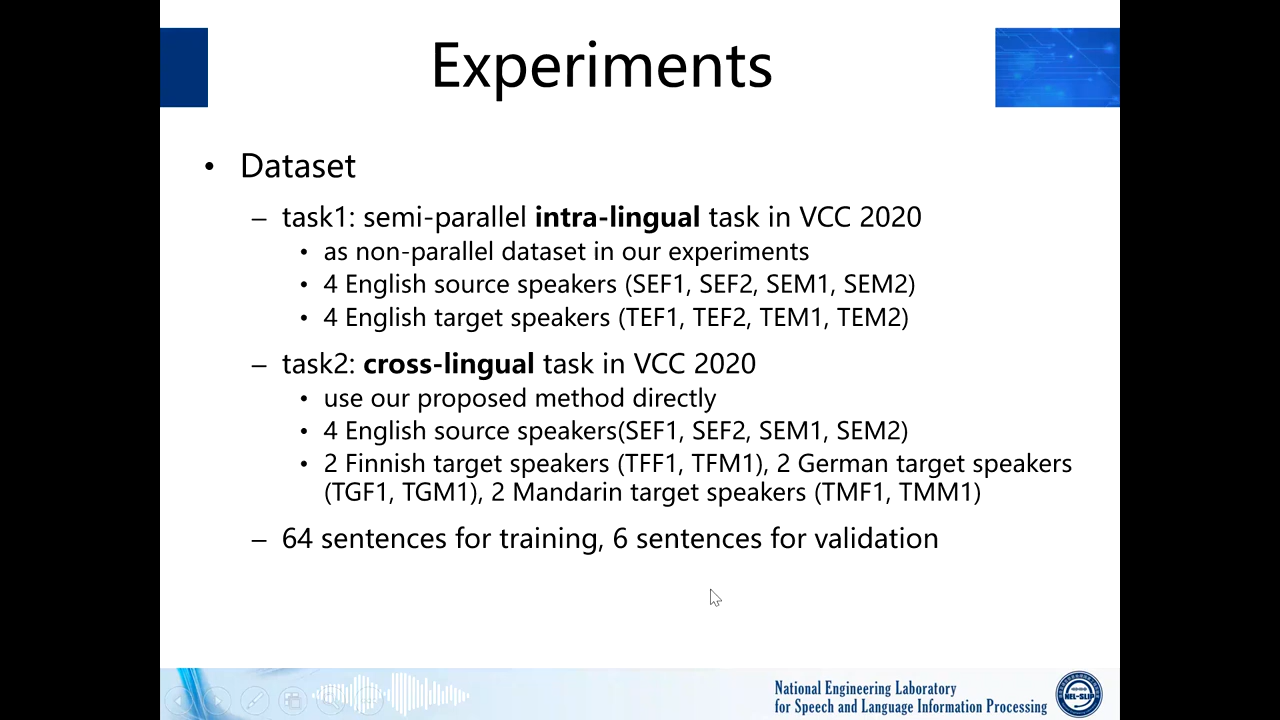 Experiments
• Dataset
– task1: semi-parallel intra-lingual task in VCC 2020
• as non-parallel dataset in our experiments
• 4 English source speakers (SEF1, SEF2, SEM1, SEM2)
• 4 English target speakers (TEF1, TEF2, TEM1, TEM2)
– task2: cross-lingual task in VCC 2020
• use our proposed method directly
• 4 English source speakers(SEF1, SEF2, SEM1, SEM2)
• 2 Finnish target speakers (TFF1, TFM1), 2 German target speakers
(TGF1, TGM1), 2 Mandarin target speakers (TMF1, TMM1)
– 64 sentences for training, 6 sentences for validation
National Engineering Laboratory
for Speech and Language Information Processing
NEL-SLIP